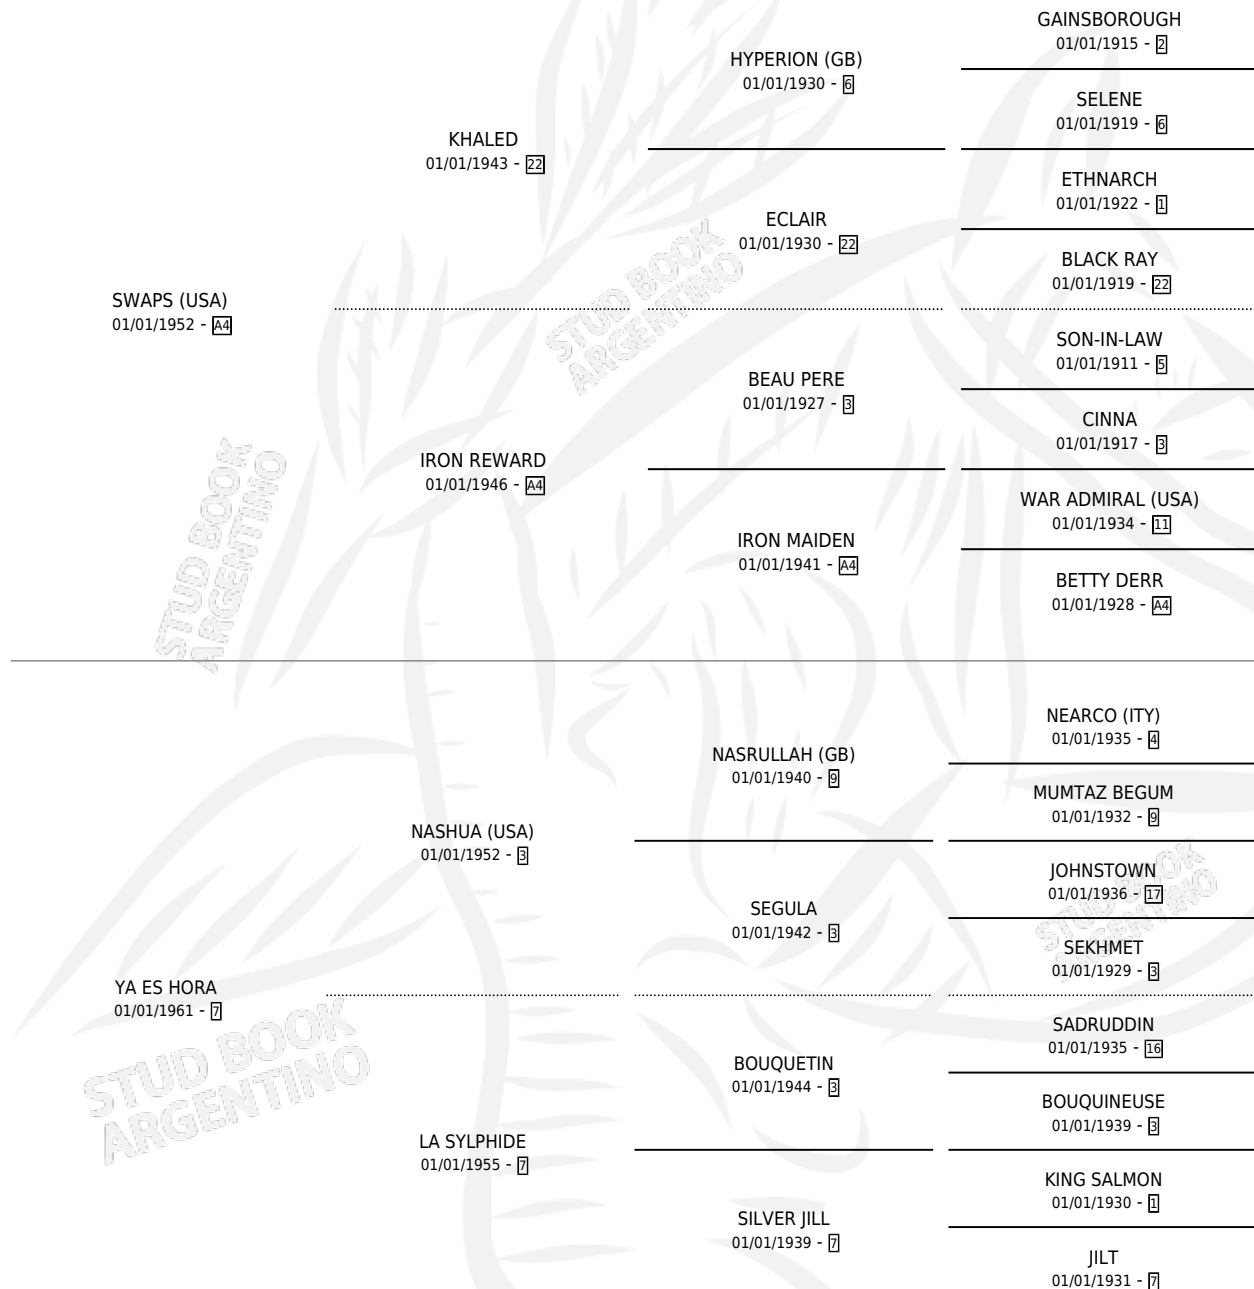 GAINSBOROUGH
01/01/1915 - 2
HYPERION (GB)
01/01/1930 - 6
SELENE
01/01/1919 - 6
KHALED
01/01/1943 - 22
ETHNARCH
01/01/1922 - 1
ECLAIR
01/01/1930 - 22
BLACK RAY
01/01/1919 - 22
SWAPS (USA)
01/01/1952 - A4
STUD BOOK
ARGENTINO
SON-IN-LAW
01/01/1911 - 5
BEAU PERE
01/01/1927 - 3
CINNA
01/01/1917 - 3
IRON REWARD
01/01/1946 - A4
WAR ADMIRAL (USA)
01/01/1934 - 11
IRON MAIDEN
01/01/1941 - A4
BETTY DERR
01/01/1928 - A4
STUD BOOK
ARGENTINO
NEARCO (ITY)
01/01/1935 - 4
NASRULLAH (GB)
01/01/1940 - 9
MUMTAZ BEGUM
01/01/1932 - 9
NASHUA (USA)
01/01/1952 - 3
JOHNSTOWN
01/01/1936 - 17
SEGULA
01/01/1942 - 3
SEKHMET
01/01/1929 - 3
STUD BOOK
ARGENTINO
YA ES HORA
01/01/1961 - 7
SADRUDDIN
01/01/1935 - 16
BOUQUETIN
01/01/1944 - 3
BOUQUINEUSE
01/01/1939 - 3
STUD BOOK
ARGENTINO
LA SYLPHIDE
01/01/1955 - 7
KING SALMON
01/01/1930 - 1
SILVER JILL
01/01/1939 - 7
JILT
01/01/1931 - 7